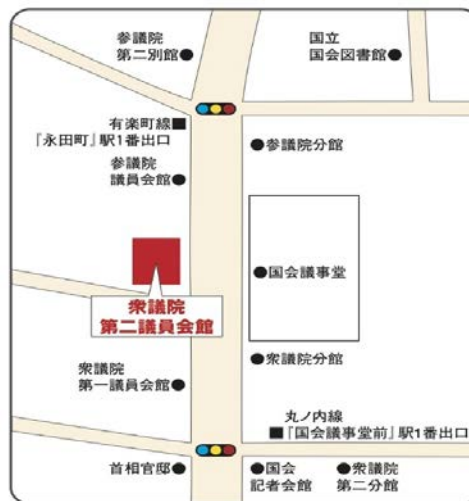 参議院
第二別館●
国立
国会図書館●
有楽町線■
『永田町』駅1番出口
●参議院分館
参議院
議員会館●
●国会議事堂
衆議院
第二議員会館
●衆議院分館
衆議院
第一議員会館●
丸ノ内線
■『国会議事堂前』駅1番出口
首相官邸●
●国会
記者会館
●衆議院
第二分館